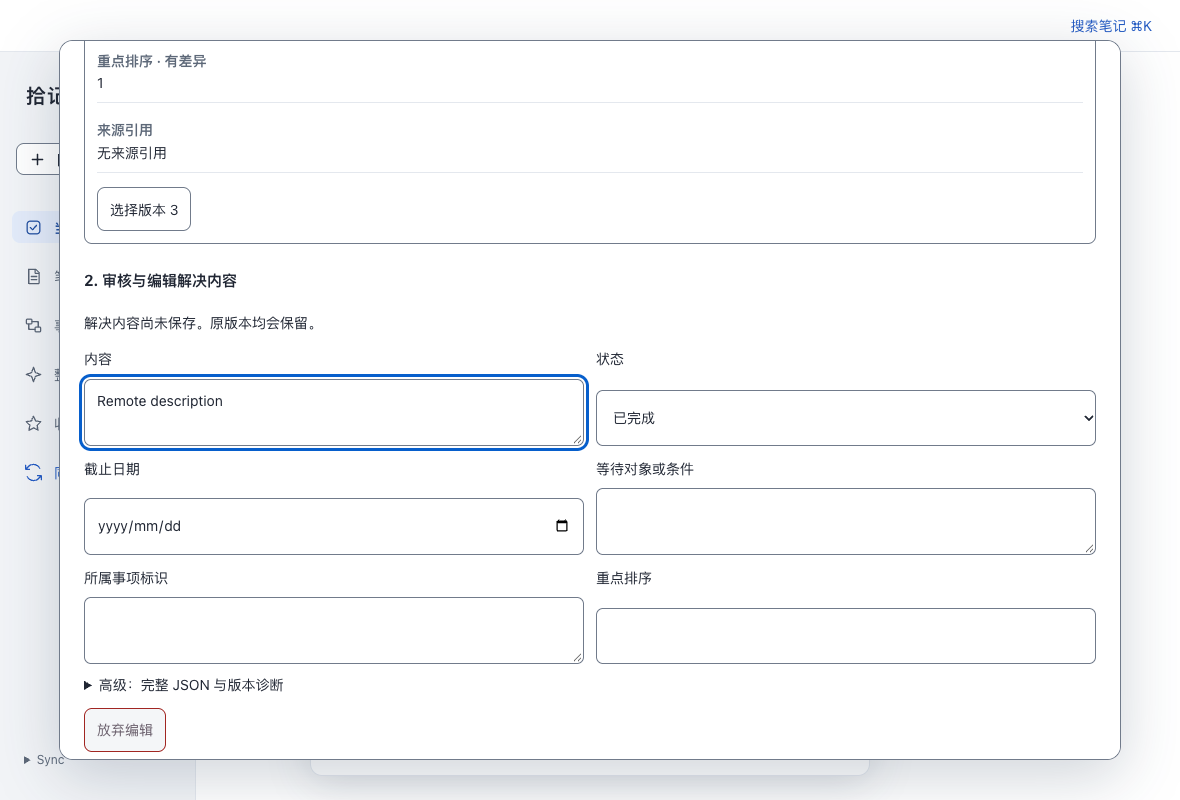 搜索笔记 ⌘K
拾记
重点排序 · 有差异
1
来源引用
无来源引用
选择版本 3
2. 审核与编辑解决内容
解决内容尚未保存。原版本均会保留。
内容
状态
Remote description
已完成
截止日期
等待对象或条件
yyyy/mm/dd
所属事项标识
重点排序
高级：完整 JSON 与版本诊断
放弃编辑
Sync